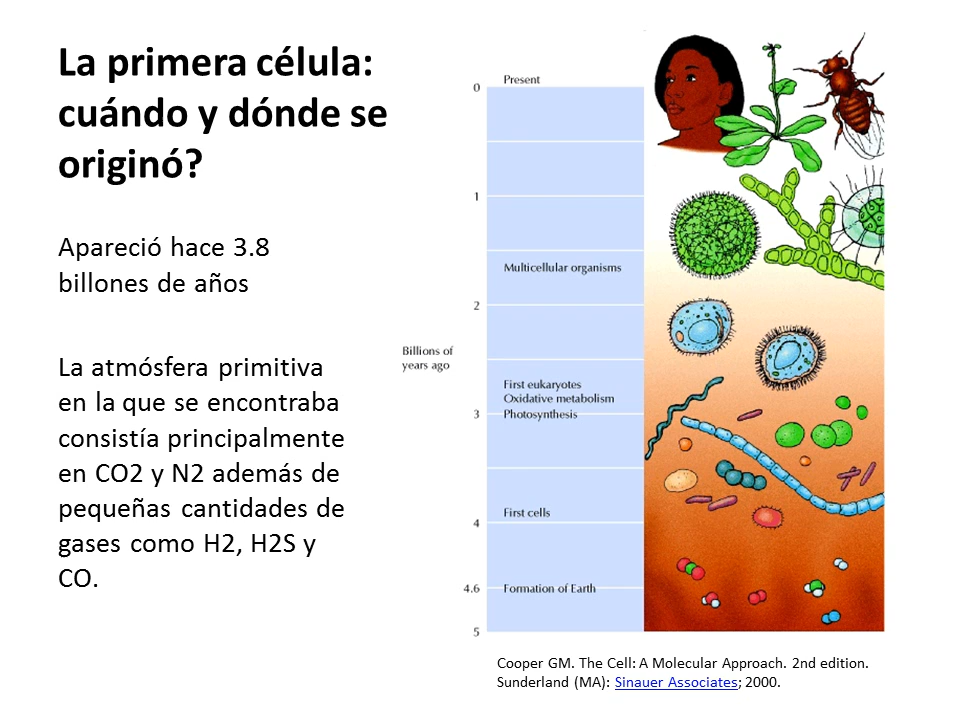 La primera célula:
cuándo y dónde se
originó?
Apareció hace 3.8
billones de años
La atmósfera primitiva
en la que se encontraba
consistía principalmente
en CO2 y N2 además de
pequeñas cantidades de
gases como H2, H2S y
CO.
Billions of
years ago
Present
0
1
Multicellular organisms
2
First eukaryotes
Oxidative metabolism
3 Photosynthesis
First cells
4
4.6 Formation of Earth
5
Cooper GM. The Cell: A Molecular Approach. 2nd edition.
Sunderland (MA): Sinauer Associates; 2000.